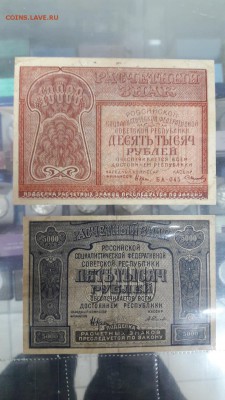 COINS.LAVE.RU
РАСЧЕТНЫЙ ЗНАК
10000
РОССИЙСКОЙ
СОЦИАЛИСТИЧЕСКОЙ ФЕДЕРАТИВНОЙ
СОВЕТСКОЙ РЕСПУБЛИКИ
ДЕСЯТЬ ТЫСЯЧ
РУБЛЕЙ
ОБЕСПЕЧИВАЕТСЯ ВСЕМ
ДОСТОЯНИЕМ РЕСПУБЛИКИ
ПОДДЕЛКА РАСЧЕТНЫХ ЗНАКОВ ПРЕСЛЕДУЕТСЯ ПО ЗАКОНУ
РАСЧЕТНЫЙ ЗНАК
5000
5000
РОССИЙСКОЙ
СОЦИАЛИСТИЧЕСКОЙ ФЕДЕРАТИВНОЙ
СОВЕТСКОЙ РЕСПУБЛИКИ
ПЯТЬ ТЫСЯЧ
РУБЛЕЙ
ОБЕСПЕЧИВАЕТСЯ ВСЕМ
ДОСТОЯНИЕМ РЕСПУБЛИКИ
5000
5000
ПОДДЕЛКА
РАСЧЕТНЫХ ЗНАКОВ
ПРЕСЛЕДУЕТСЯ ПО ЗАКОНУ